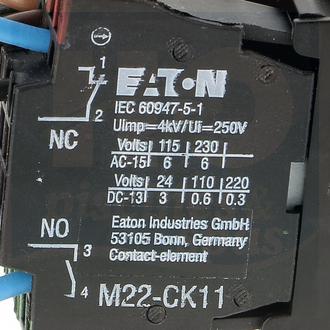 1
EATON
IEC 60947-5-1
2
Uimp=4kV/Ui=250V
NC
Volts 115 230
AC-15 6 6
Volts 24 110 220
DC-13 3 0.6 0.3
NO
Eaton Industries GmbH
3
53105 Bonn, Germany
Contact-element
4
M22-CK11